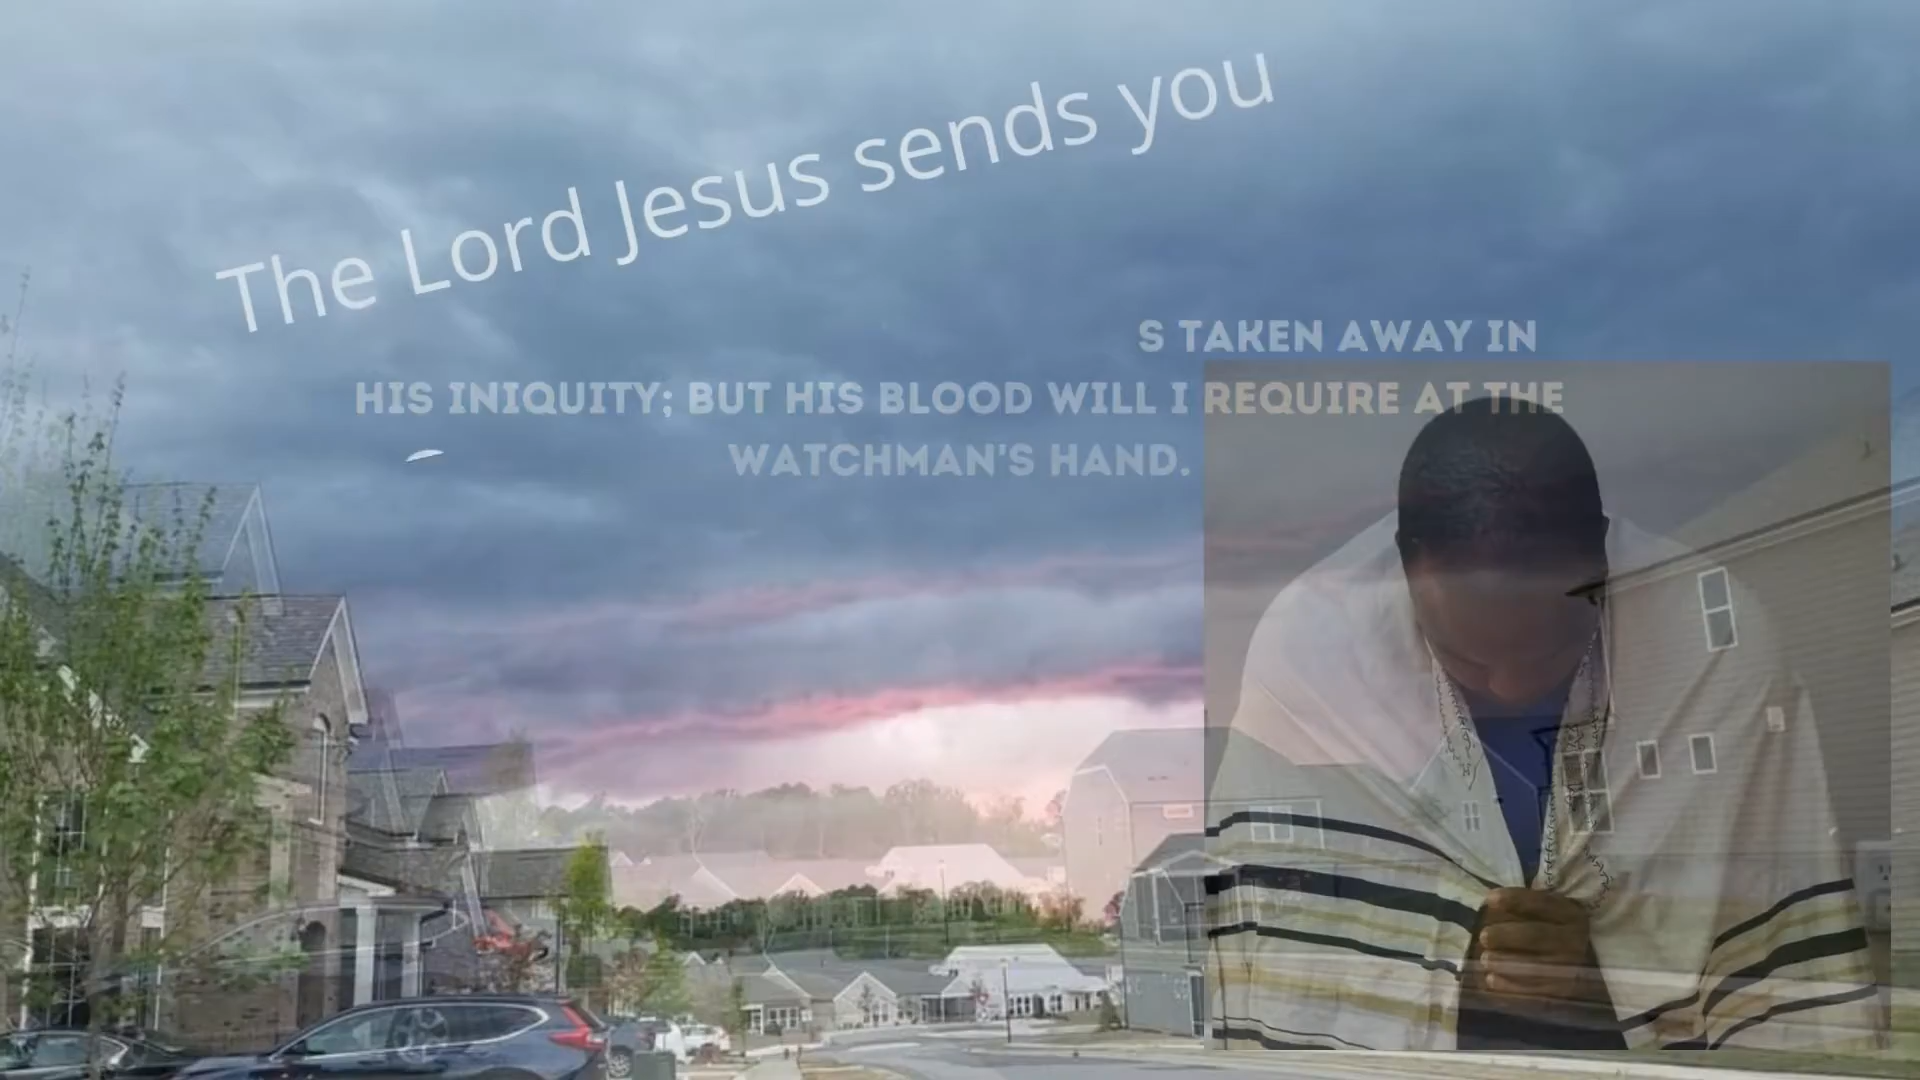 The Lord Jesus sends you
S TAKEN AWAY IN
HIS INIQUITY; BUT HIS BLOOD WILL I REQUIRE AT THE
WATCHMAN'S HAND.